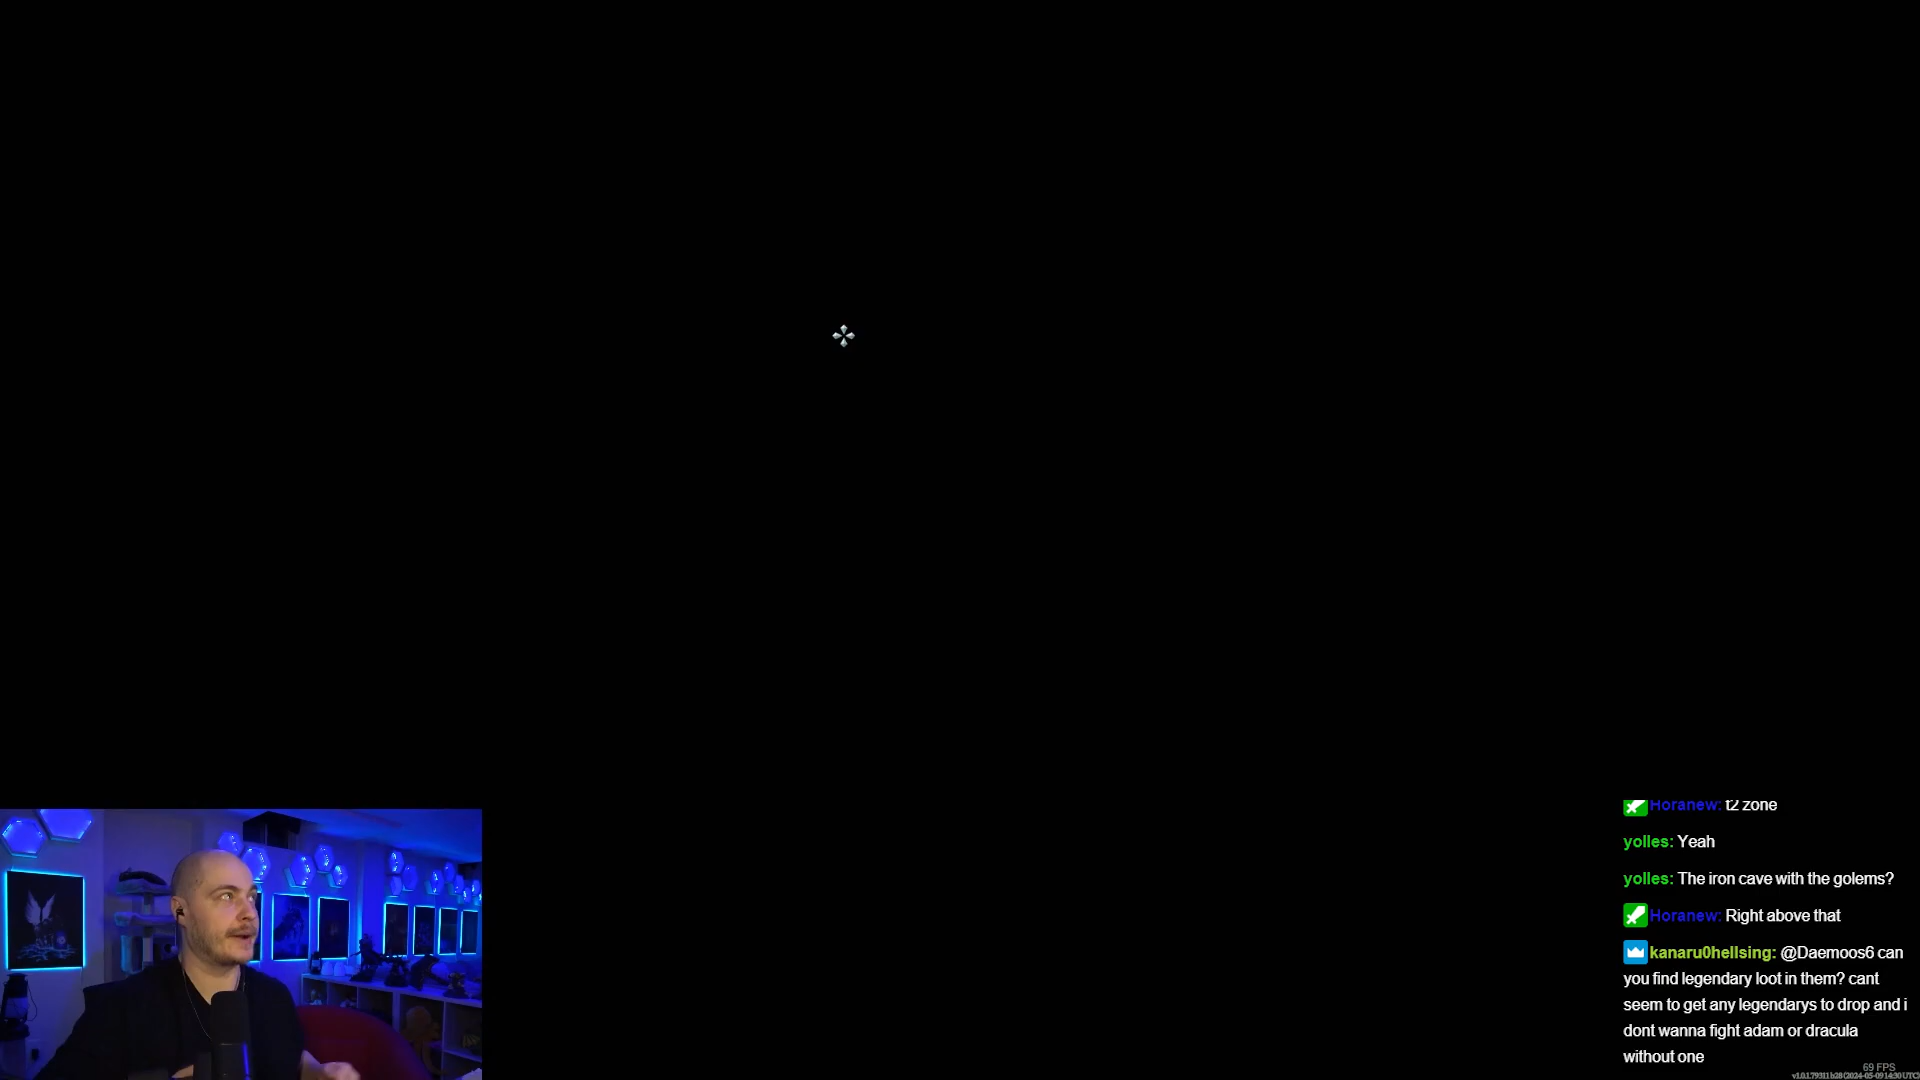 Horanew: t2 zone
yolles: Yeah
yolles: The iron cave with the golems?
Horanew: Right above that
kanaru0hellsing: @Daemoos6 can
you find legendary loot in them? cant
seem to get any legendarys to drop and i
dont wanna fight adam or dracula
without one
69 FPS